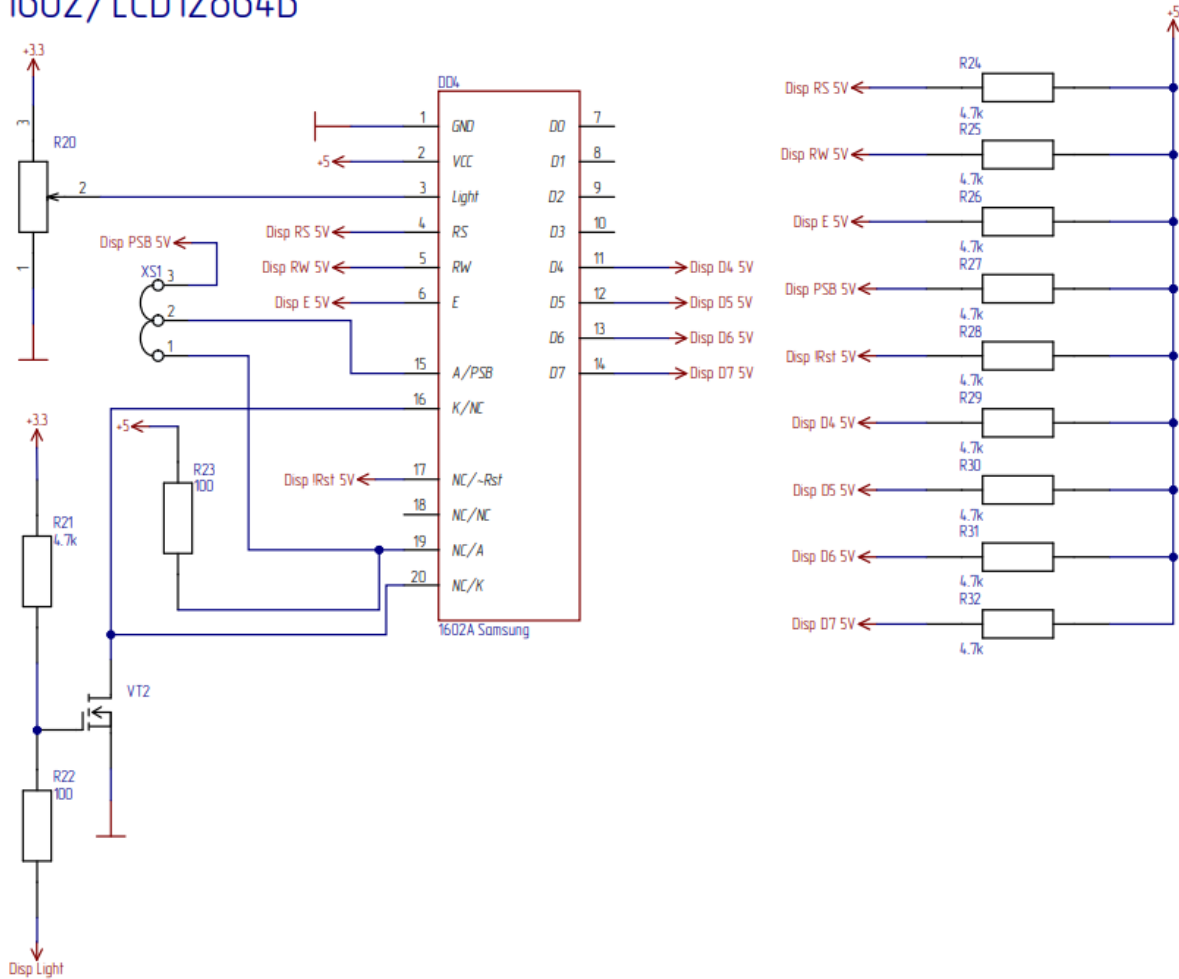 1602/LCD12864B
+3.3
3
R20
2
1
Disp PSB 5V
XS1
3
2
1
+3.3
R21
4.7k
R22
100
Disp Light
VT2
+5
R23
100
DD4
1 GND
2 VCC
3 Light
4 RS
5 RW
6 E
15 A/PSB
16 K/NC
17 NC/~Rst
18 NC/NC
19 NC/A
20 NC/K
+5
Disp RS 5V
Disp RW 5V
Disp E 5V
Disp !Rst 5V
D0 7
D1 8
D2 9
D3 10
D4 11
D5 12
D6 13
D7 14
Disp D4 5V
Disp D5 5V
Disp D6 5V
Disp D7 5V
1602A Samsung
+5
R24
Disp RS 5V
4.7k
R25
Disp RW 5V
4.7k
R26
Disp E 5V
4.7k
R27
Disp PSB 5V
4.7k
R28
Disp !Rst 5V
4.7k
R29
Disp D4 5V
4.7k
R30
Disp D5 5V
4.7k
R31
Disp D6 5V
4.7k
R32
Disp D7 5V
4.7k